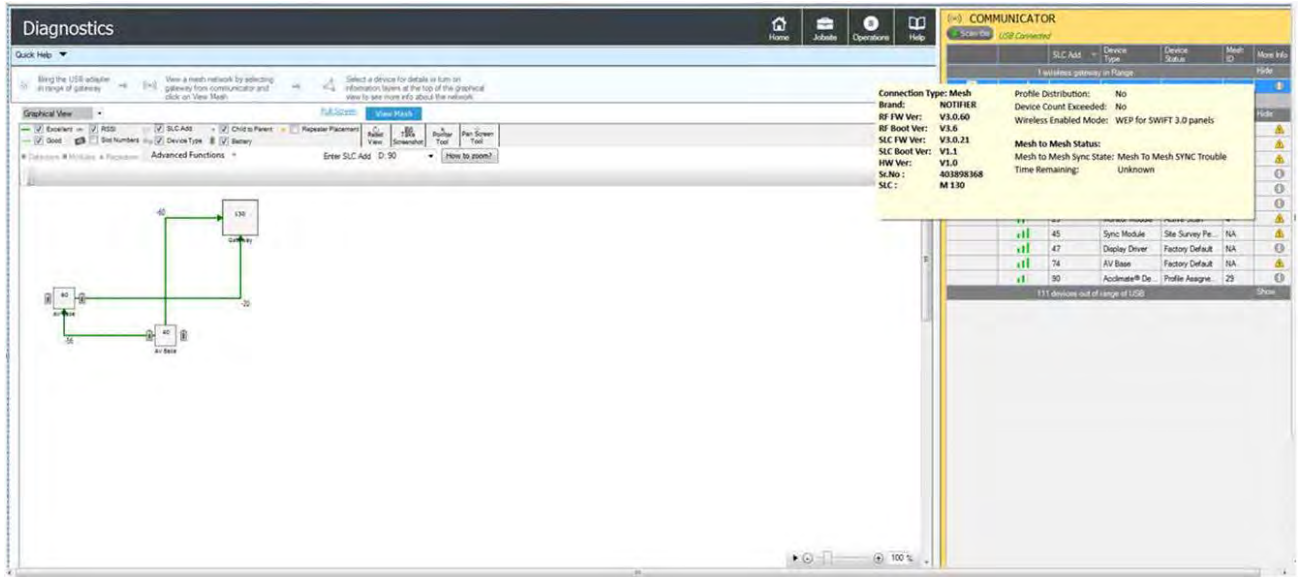 Diagnostics
Home
Jobsite
Operations
Help
Quick Help
Bring the USB adapter
in range of gateway
View a mesh network by selecting
gateway from communicator and
click on View Mesh
Select a device for details or turn on
information layers at the top of the graphical
view to see more info about the network
Graphical View
Full Screen
View Mesh
Excellent
RSSI
SLC Add
Child to Parent
Repeater Placement
Good
Slot Numbers
Device Type
Battery
Reset
View
Take
Screenshot
Pointer
Tool
Pan Screen
Tool
Detectors
Modules
Repeaters
Advanced Functions
Enter SLC Add D: 90
How to zoom?
-60
130
Gateway
-22
AV Base
-56
40
AV Base
100 %
COMMUNICATOR
Scan On
USB Connected
SLC Add
Device
Type
Device
Status
Mesh
ID
More Info
1 wireless gateway in Range
Hide
Connection Type: Mesh
Brand: NOTIFIER
RF FW Ver: V3.0.60
RF Boot Ver: V3.6
SLC FW Ver: V3.0.21
SLC Boot Ver: V1.1
HW Ver: V1.0
Sr.No : 403898368
SLC : M 130
Profile Distribution: No
Device Count Exceeded: No
Wireless Enabled Mode: WEP for SWIFT 3.0 panels
Mesh to Mesh Status:
Mesh to Mesh Sync State: Mesh To Mesh SYNC Trouble
Time Remaining: Unknown
Hide
45 Sync Module Site Survey Pe... NA
47 Display Driver Factory Default NA
74 AV Base Factory Default NA
90 Acclimate® De... Profile Assigne... 29
111 devices out of range of USB
Show